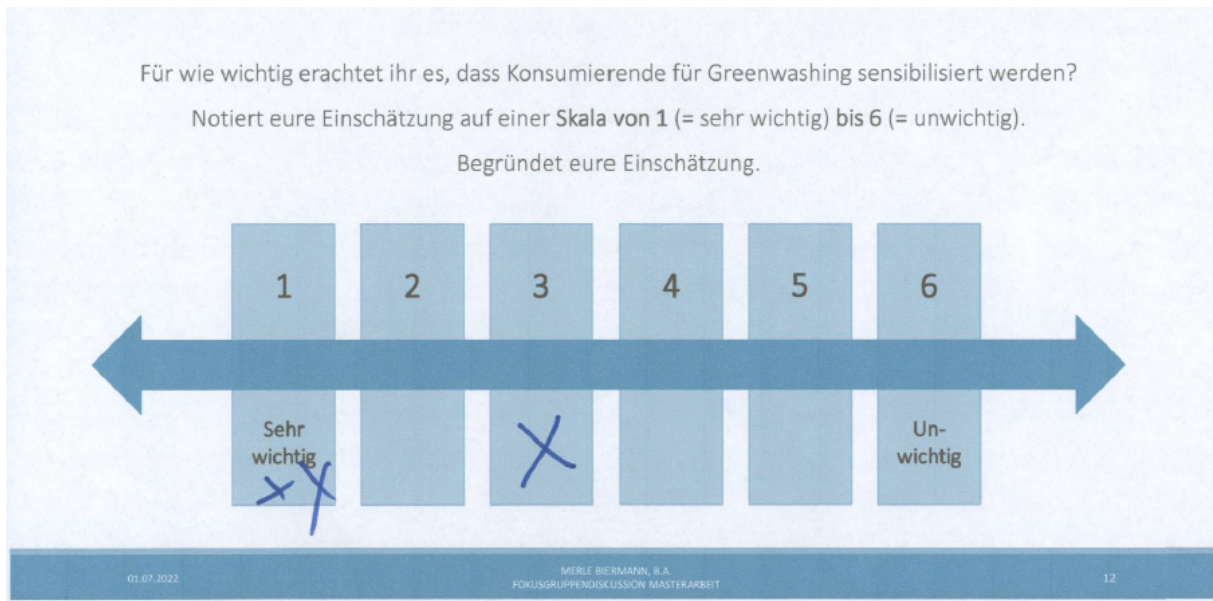 Für wie wichtig erachtet ihr es, dass Konsumierende für Greenwashing sensibilisiert werden?
Notiert eure Einschätzung auf einer Skala von 1 (= sehr wichtig) bis 6 (= unwichtig).
Begründet eure Einschätzung.
1 2 3 4 5 6
Sehr
wichtig
Un-
wichtig
x x
X
01.07.2022
MERLE BIERMANN, B.A.
FOKUSGRUPPENDISCUSSION MASTERARBEIT
12